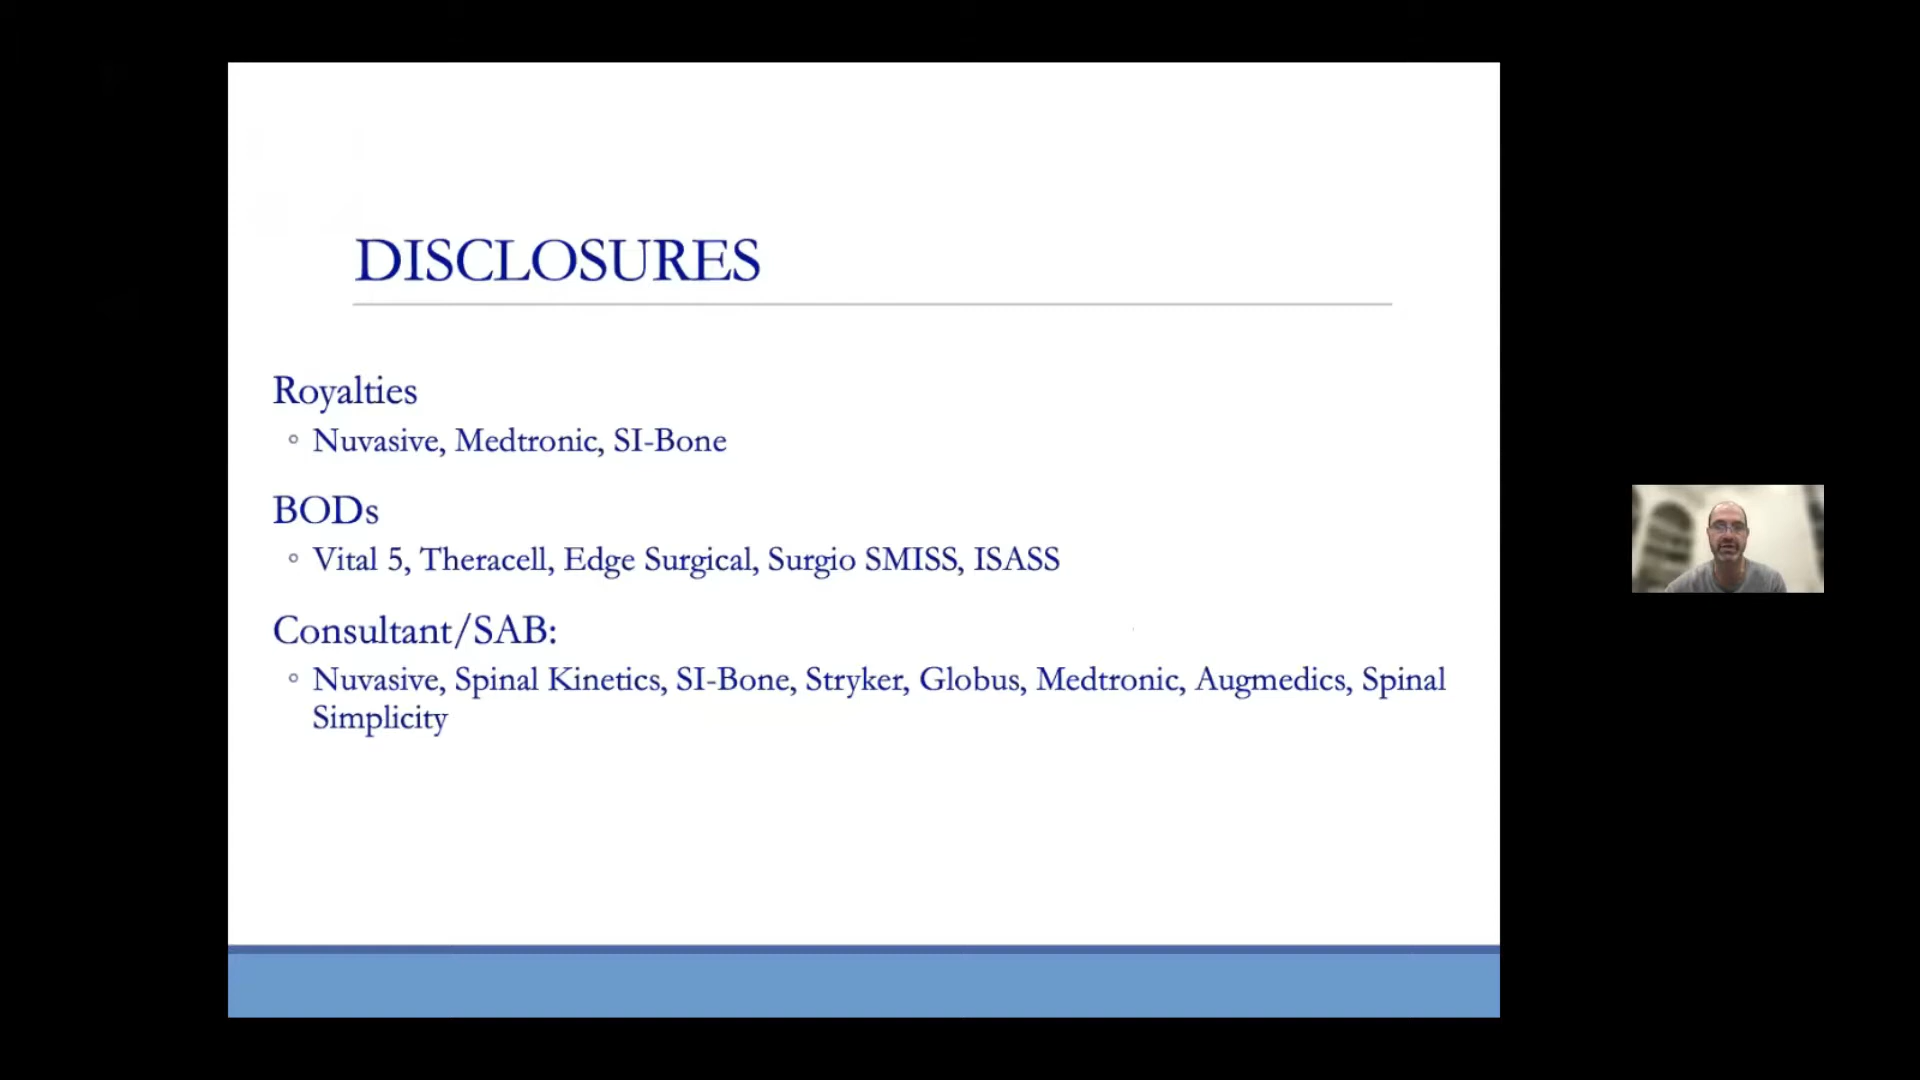 DISCLOSURES
Royalties
◦ Nuvasive, Medtronic, SI-Bone
BODs
◦ Vital 5, Theracell, Edge Surgical, Surgio SMISS, ISASS
Consultant/SAB:
◦ Nuvasive, Spinal Kinetics, SI-Bone, Stryker, Globus, Medtronic, Augmedics, Spinal
Simplicity